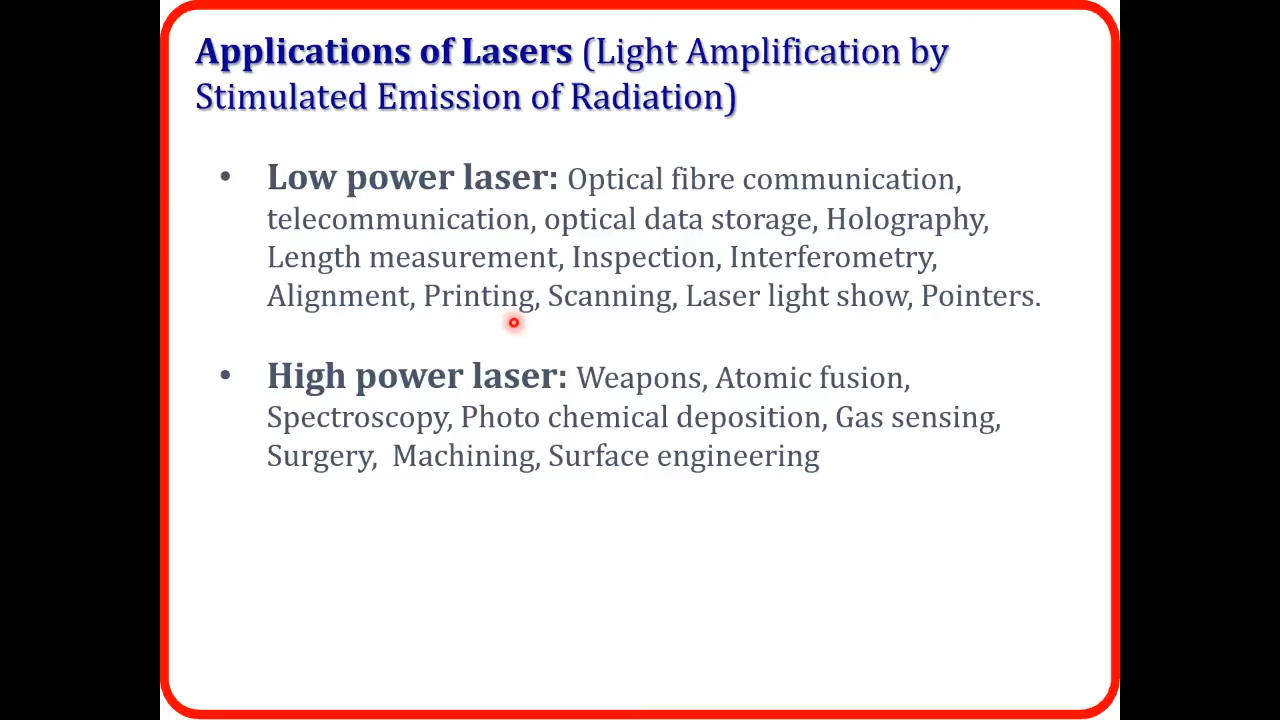 Applications of Lasers (Light Amplification by
Stimulated Emission of Radiation)
• Low power laser: Optical fibre communication,
telecommunication, optical data storage, Holography,
Length measurement, Inspection, Interferometry,
Alignment, Printing, Scanning, Laser light show, Pointers.
• High power laser: Weapons, Atomic fusion,
Spectroscopy, Photo chemical deposition, Gas sensing,
Surgery,  Machining, Surface engineering